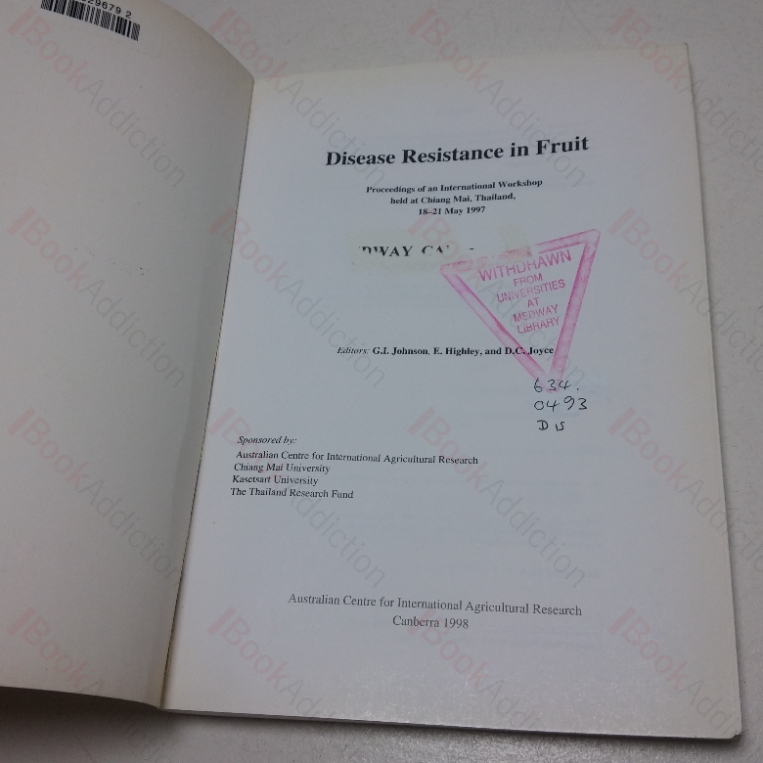 29679 2
Disease Resistance in Fruit
Proceedings of an International Workshop
held at Chiang Mai, Thailand,
18–21 May 1997
WITHDRAWN
FROM
UNIVERSITIES
AT
MEDWAY
LIBRARY
Editors: G.I. Johnson, E. Highley, and D.C. Joyce
634.
0493
DIS
Sponsored by:
Australian Centre for International Agricultural Research
Chiang Mai University
Kasetsart University
The Thailand Research Fund
Australian Centre for International Agricultural Research
Canberra 1998
BookAddiction